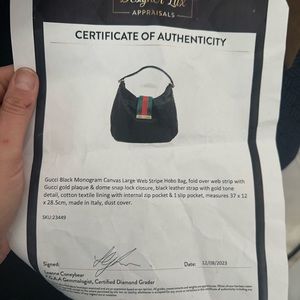 Designer Lux
APPRAISALS
CERTIFICATE OF AUTHENTICITY
Gucci Black Monogram Canvas Large Web Stripe Hobo Bag, fold over web strip with
Gucci gold plaque & dome snap lock closure, black leather strap with gold tone
detail, cotton textile lining with internal zip pocket & 1 slip pocket, measures 37 x 12
x 28.5cm, made in Italy, dust cover.
SKU:23449
Signed:
Date: 12/08/2023
Leanne Coneybear
F.G.A.A Gemmologist, Certified Diamond Grader